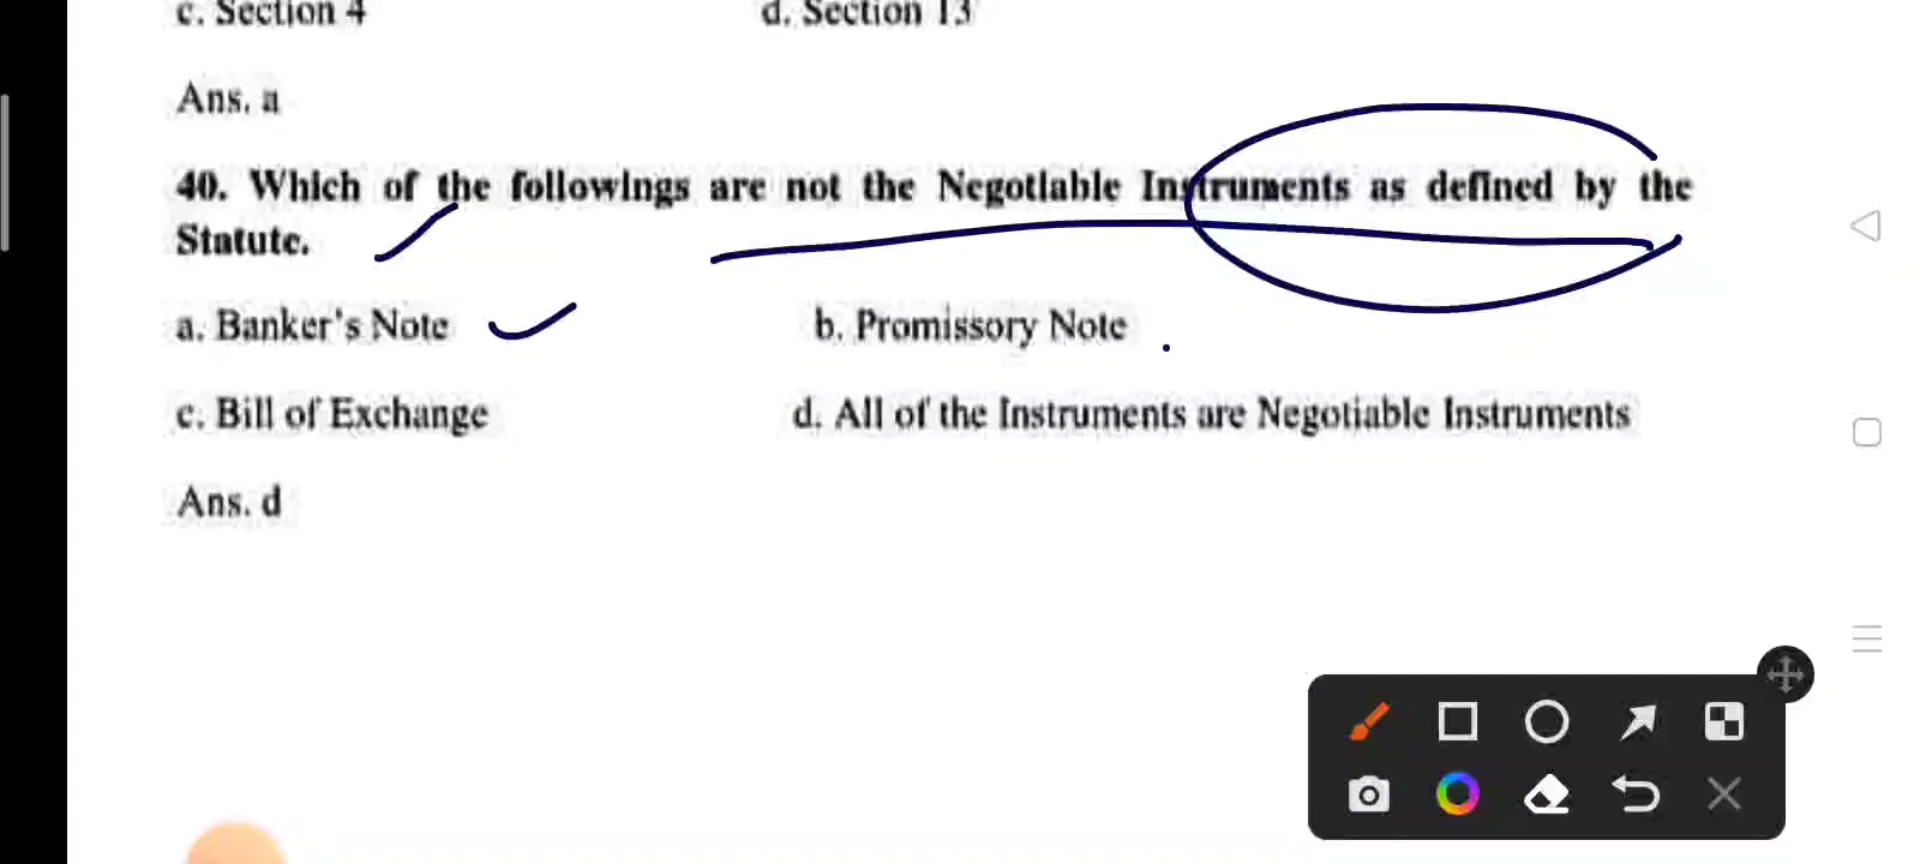 c. Section 4 d. Section 13
Ans. a
40. Which of the followings are not the Negotiable Instruments as defined by the
Statute.
a. Banker's Note b. Promissory Note
c. Bill of Exchange d. All of the Instruments are Negotiable Instruments
Ans. d